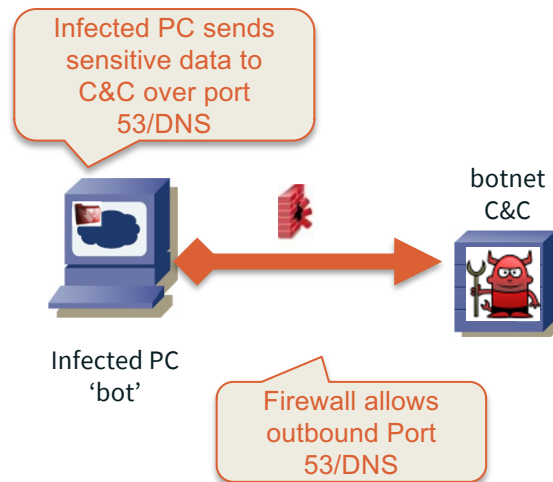 Infected PC sends
sensitive data to
C&C over port
53/DNS
botnet
C&C
Infected PC
‘bot’
Firewall allows
outbound Port
53/DNS